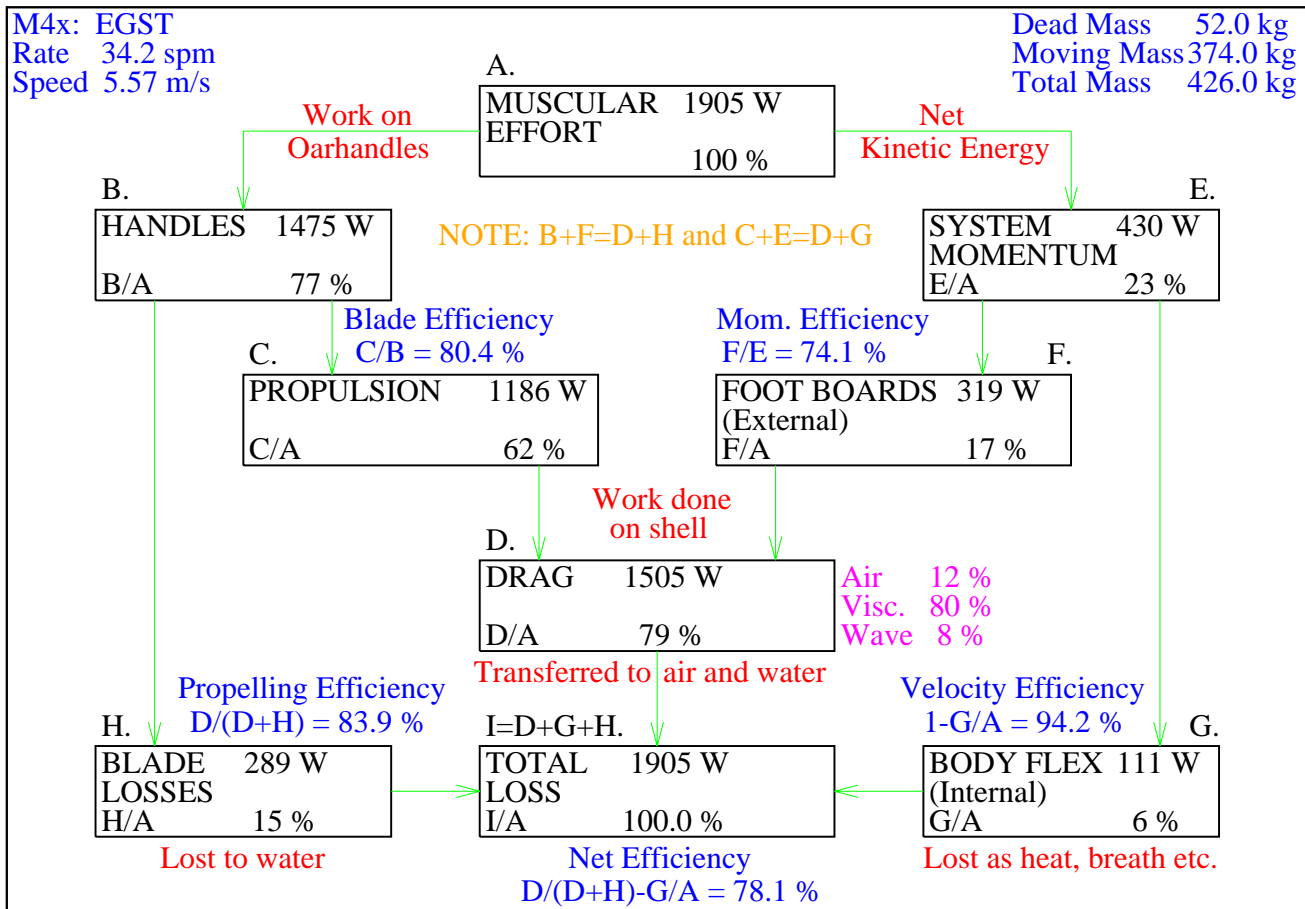 M4x: EGST
Rate 34.2 spm
Speed 5.57 m/s
Dead Mass 52.0 kg
Moving Mass 374.0 kg
Total Mass 426.0 kg
A.
MUSCULAR 1905 W
EFFORT
100 %
Work on
Oarhandles
Net
Kinetic Energy
B.
HANDLES 1475 W
B/A 77 %
NOTE: B+F=D+H and C+E=D+G
E.
SYSTEM 430 W
MOMENTUM
E/A 23 %
Blade Efficiency
C/B = 80.4 %
Mom. Efficiency
F/E = 74.1 %
C.
PROPULSION 1186 W
C/A 62 %
F.
FOOT BOARDS 319 W
(External)
F/A 17 %
Work done
on shell
D.
DRAG 1505 W
D/A 79 %
Air 12 %
Visc. 80 %
Wave 8 %
Transferred to air and water
Propelling Efficiency
D/(D+H) = 83.9 %
Velocity Efficiency
1-G/A = 94.2 %
H.
BLADE 289 W
LOSSES
H/A 15 %
Lost to water
I=D+G+H.
TOTAL 1905 W
LOSS
I/A 100.0 %
G.
BODY FLEX 111 W
(Internal)
G/A 6 %
Lost as heat, breath etc.
Net Efficiency
D/(D+H)-G/A = 78.1 %